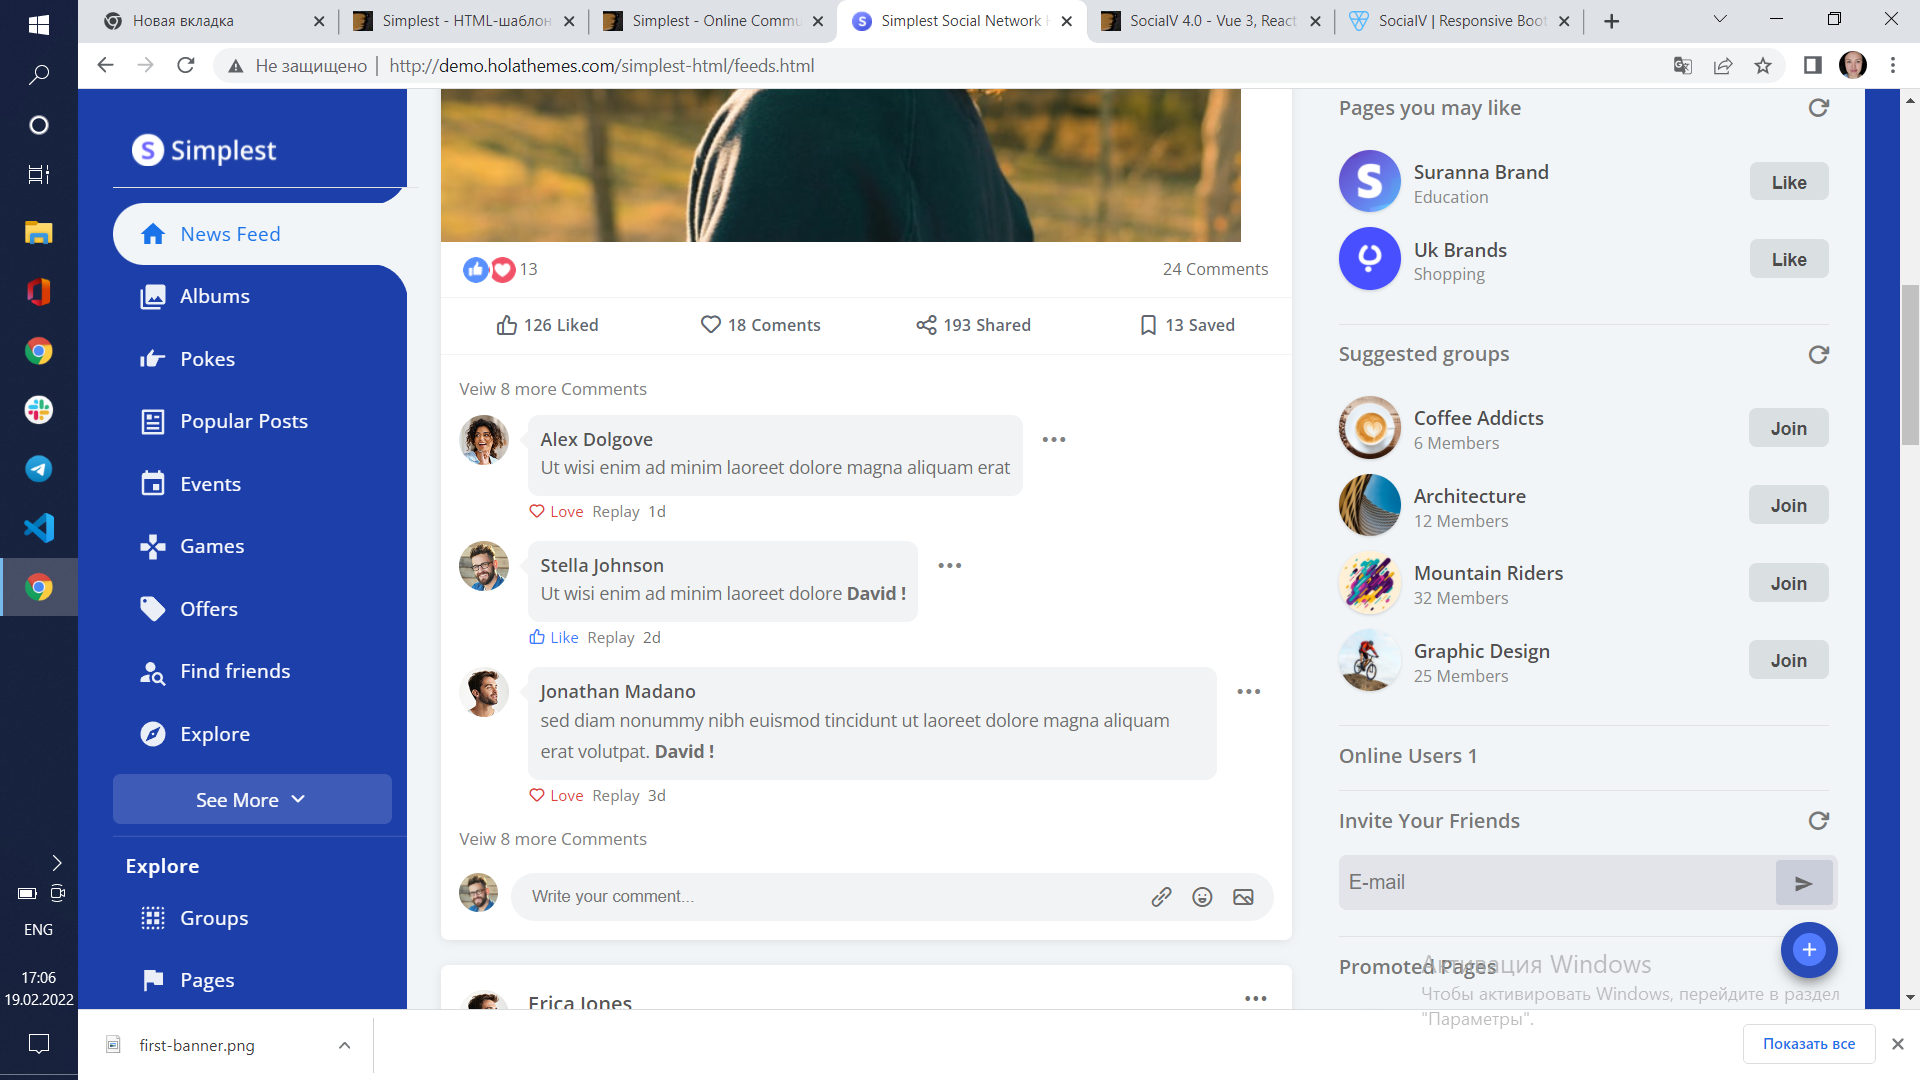 Новая вкладка
Simplest - HTML-шаблон
Simplest - Online Commu
Simplest Social Network
SocialV 4.0 - Vue 3, React
SocialV | Responsive Boot
Не защищено
http://demo.holathemes.com/simplest-html/feeds.html
S Simplest
News Feed
Albums
Pokes
Popular Posts
Events
Games
Offers
Find friends
Explore
See More
Explore
Groups
Pages
13
24 Comments
126 Liked
18 Coments
193 Shared
13 Saved
Veiw 8 more Comments
Alex Dolgove
Ut wisi enim ad minim laoreet dolore magna aliquam erat
Love Replay 1d
Stella Johnson
Ut wisi enim ad minim laoreet dolore David !
Like Replay 2d
Jonathan Madano
sed diam nonummy nibh euismod tincidunt ut laoreet dolore magna aliquam
erat volutpat. David !
Love Replay 3d
Veiw 8 more Comments
Write your comment...
Erica Jones
Pages you may like
Suranna Brand
Education
Like
Uk Brands
Shopping
Like
Suggested groups
Coffee Addicts
6 Members
Join
Architecture
12 Members
Join
Mountain Riders
32 Members
Join
Graphic Design
25 Members
Join
Online Users 1
Invite Your Friends
E-mail
Promoted Pages
Активация Windows
Чтобы активировать Windows, перейдите в раздел
"Параметры".
ENG
17:06
19.02.2022
first-banner.png
Показать все